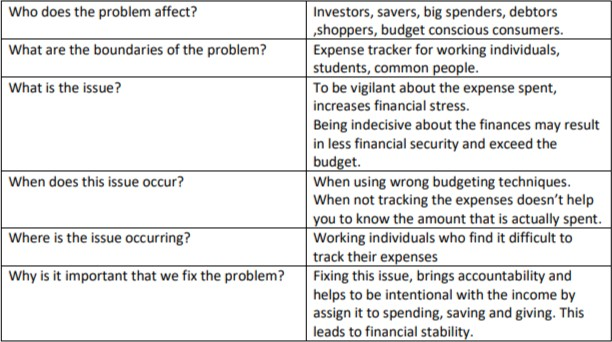 Who does the problem affect?
Investors, savers, big spenders, debtors
,shoppers, budget conscious consumers.
What are the boundaries of the problem?
Expense tracker for working individuals,
students, common people.
What is the issue?
To be vigilant about the expense spent,
increases financial stress.
Being indecisive about the finances may result
in less financial security and exceed the
budget.
When does this issue occur?
When using wrong budgeting techniques.
When not tracking the expenses doesn’t help
you to know the amount that is actually spent.
Where is the issue occurring?
Working individuals who find it difficult to
track their expenses
Why is it important that we fix the problem?
Fixing this issue, brings accountability and
helps to be intentional with the income by
assign it to spending, saving and giving. This
leads to financial stability.